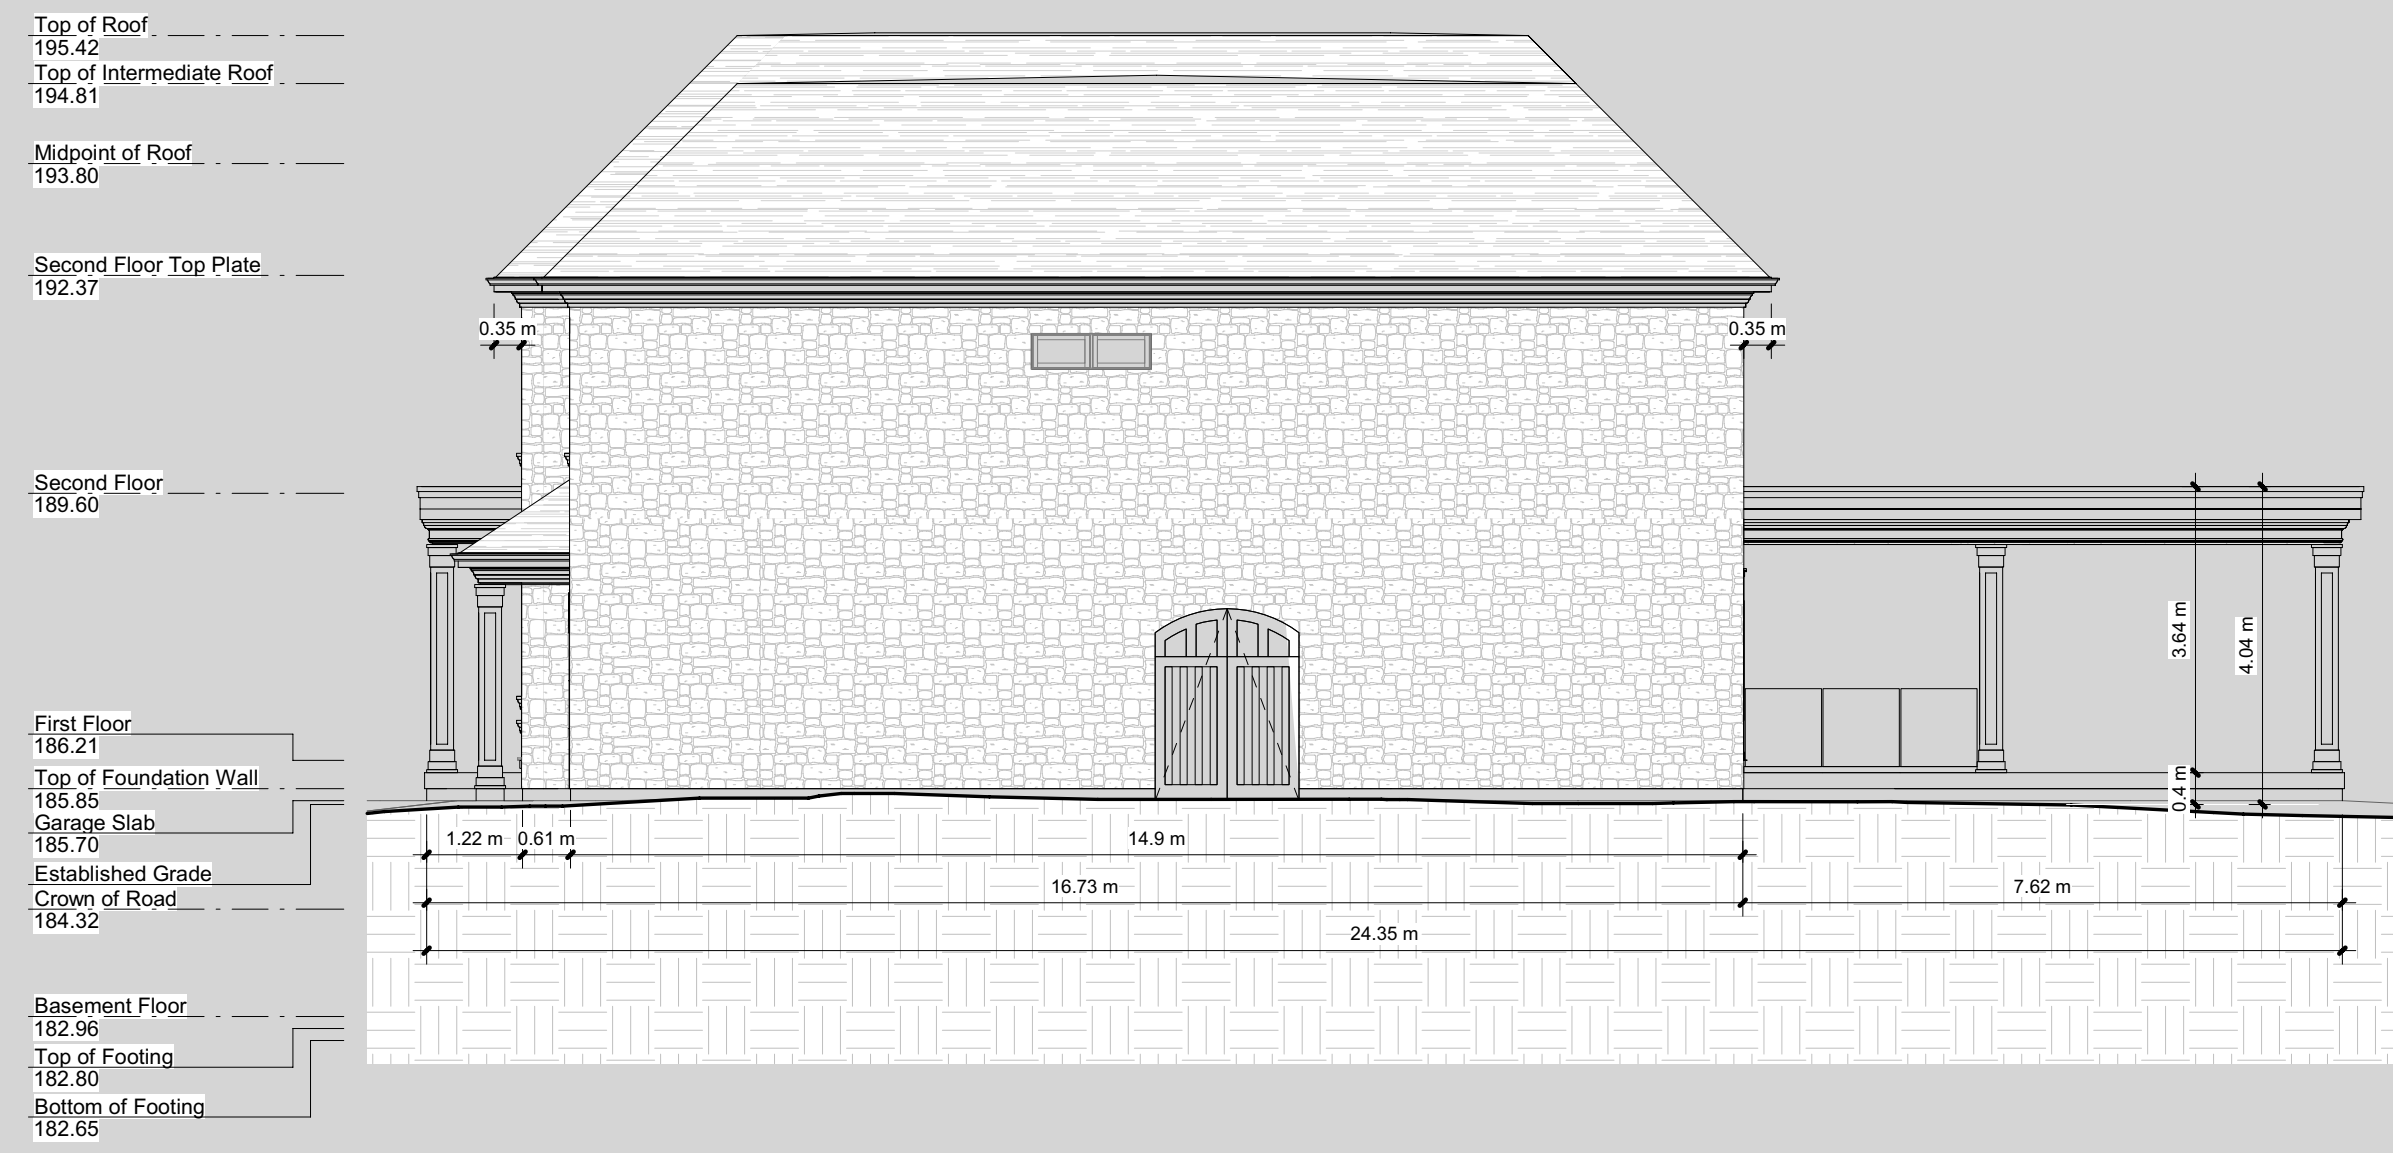 Top of Roof
195.42
Top of Intermediate Roof
194.81
Midpoint of Roof
193.80
Second Floor Top Plate
192.37
0.35 m
0.35 m
Second Floor
189.60
3.64 m
4.04 m
First Floor
186.21
Top of Foundation Wall
185.85
0.4 m
Garage Slab
185.70
1.22 m
0.61 m
14.9 m
Established Grade
16.73 m
7.62 m
Crown of Road
184.32
24.35 m
Basement Floor
182.96
Top of Footing
182.80
Bottom of Footing
182.65